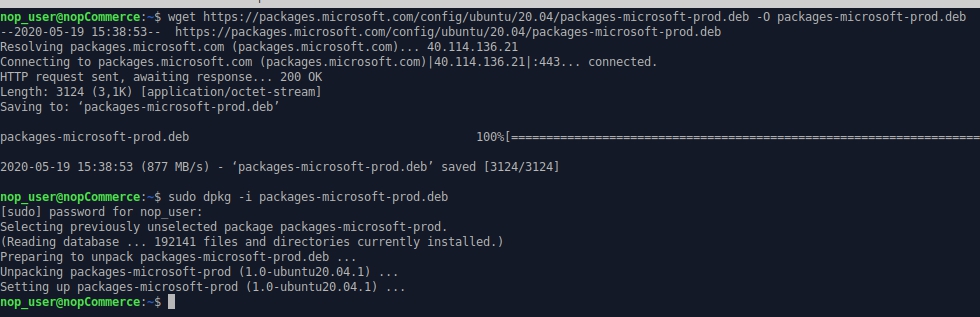 nop_user@nopCommerce:~$ wget https://packages.microsoft.com/config/ubuntu/20.04/packages-microsoft-prod.deb -O packages-microsoft-prod.deb
--2020-05-19 15:38:53--  https://packages.microsoft.com/config/ubuntu/20.04/packages-microsoft-prod.deb
Resolving packages.microsoft.com (packages.microsoft.com)... 40.114.136.21
Connecting to packages.microsoft.com (packages.microsoft.com)|40.114.136.21|:443... connected.
HTTP request sent, awaiting response... 200 OK
Length: 3124 (3,1K) [application/octet-stream]
Saving to: ‘packages-microsoft-prod.deb’
packages-microsoft-prod.deb 100%[===================================================================
2020-05-19 15:38:53 (877 MB/s) - ‘packages-microsoft-prod.deb’ saved [3124/3124]
nop_user@nopCommerce:~$ sudo dpkg -i packages-microsoft-prod.deb
[sudo] password for nop_user:
Selecting previously unselected package packages-microsoft-prod.
(Reading database ... 192141 files and directories currently installed.)
Preparing to unpack packages-microsoft-prod.deb ...
Unpacking packages-microsoft-prod (1.0-ubuntu20.04.1) ...
Setting up packages-microsoft-prod (1.0-ubuntu20.04.1) ...
nop_user@nopCommerce:~$